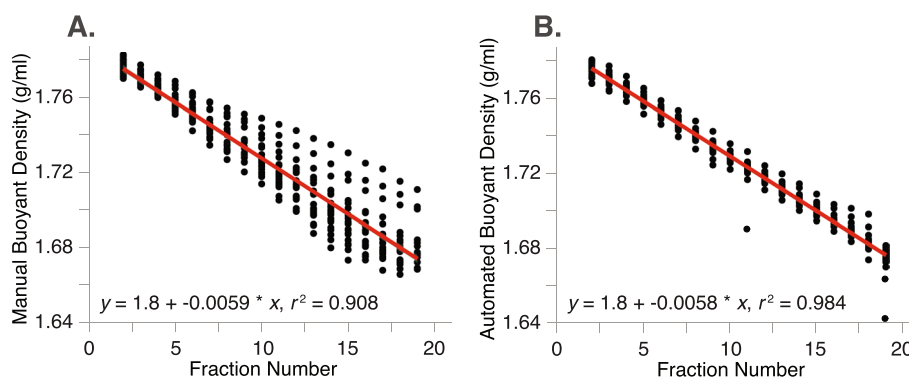 A.
Manual Buoyant Density (g/ml)
1.76
1.72
1.68
1.64
y = 1.8 + -0.0059 * x, r² = 0.908
0 5 10 15 20
Fraction Number
B.
Automated Buoyant Density (g/ml)
1.76
1.72
1.68
1.64
y = 1.8 + -0.0058 * x, r² = 0.984
0 5 10 15 20
Fraction Number